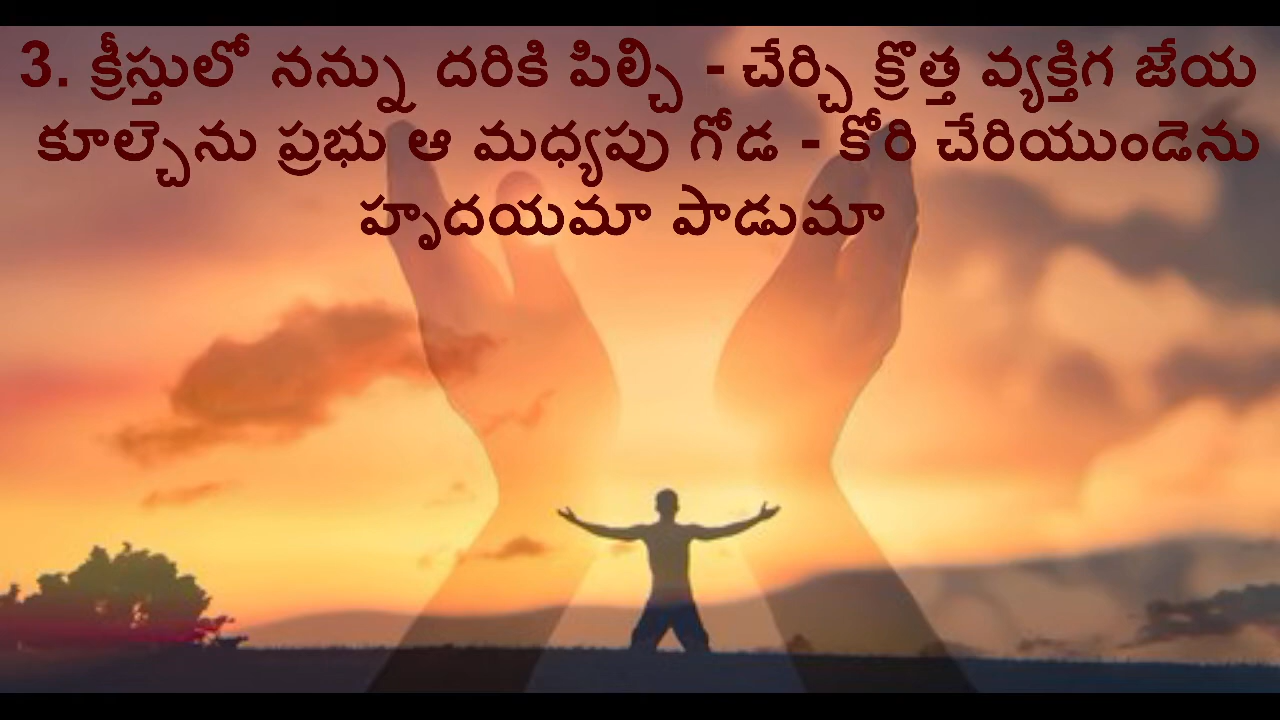 3. క్రీస్తులో నన్ను దరికి పిల్చి - చేర్చి క్రొత్త వ్యక్తిగ జేయ
కూల్చెను ప్రభు ఆ మధ్యపు గోడ - కోరి చేరియుండెను
హృదయమా పాడుమా